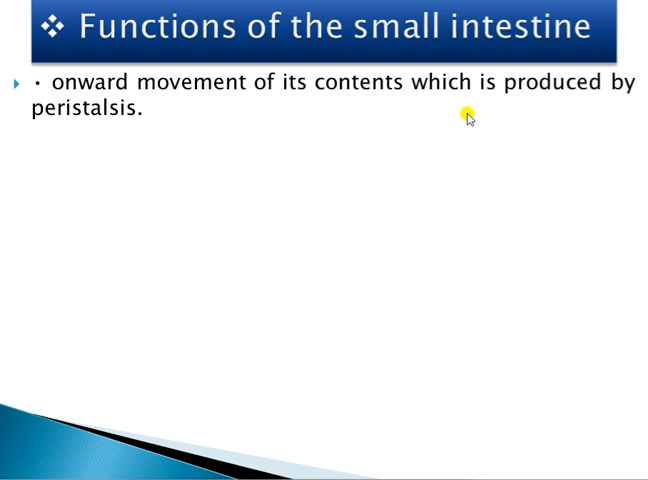 ❖ Functions of the small intestine
• onward movement of its contents which is produced by
peristalsis.